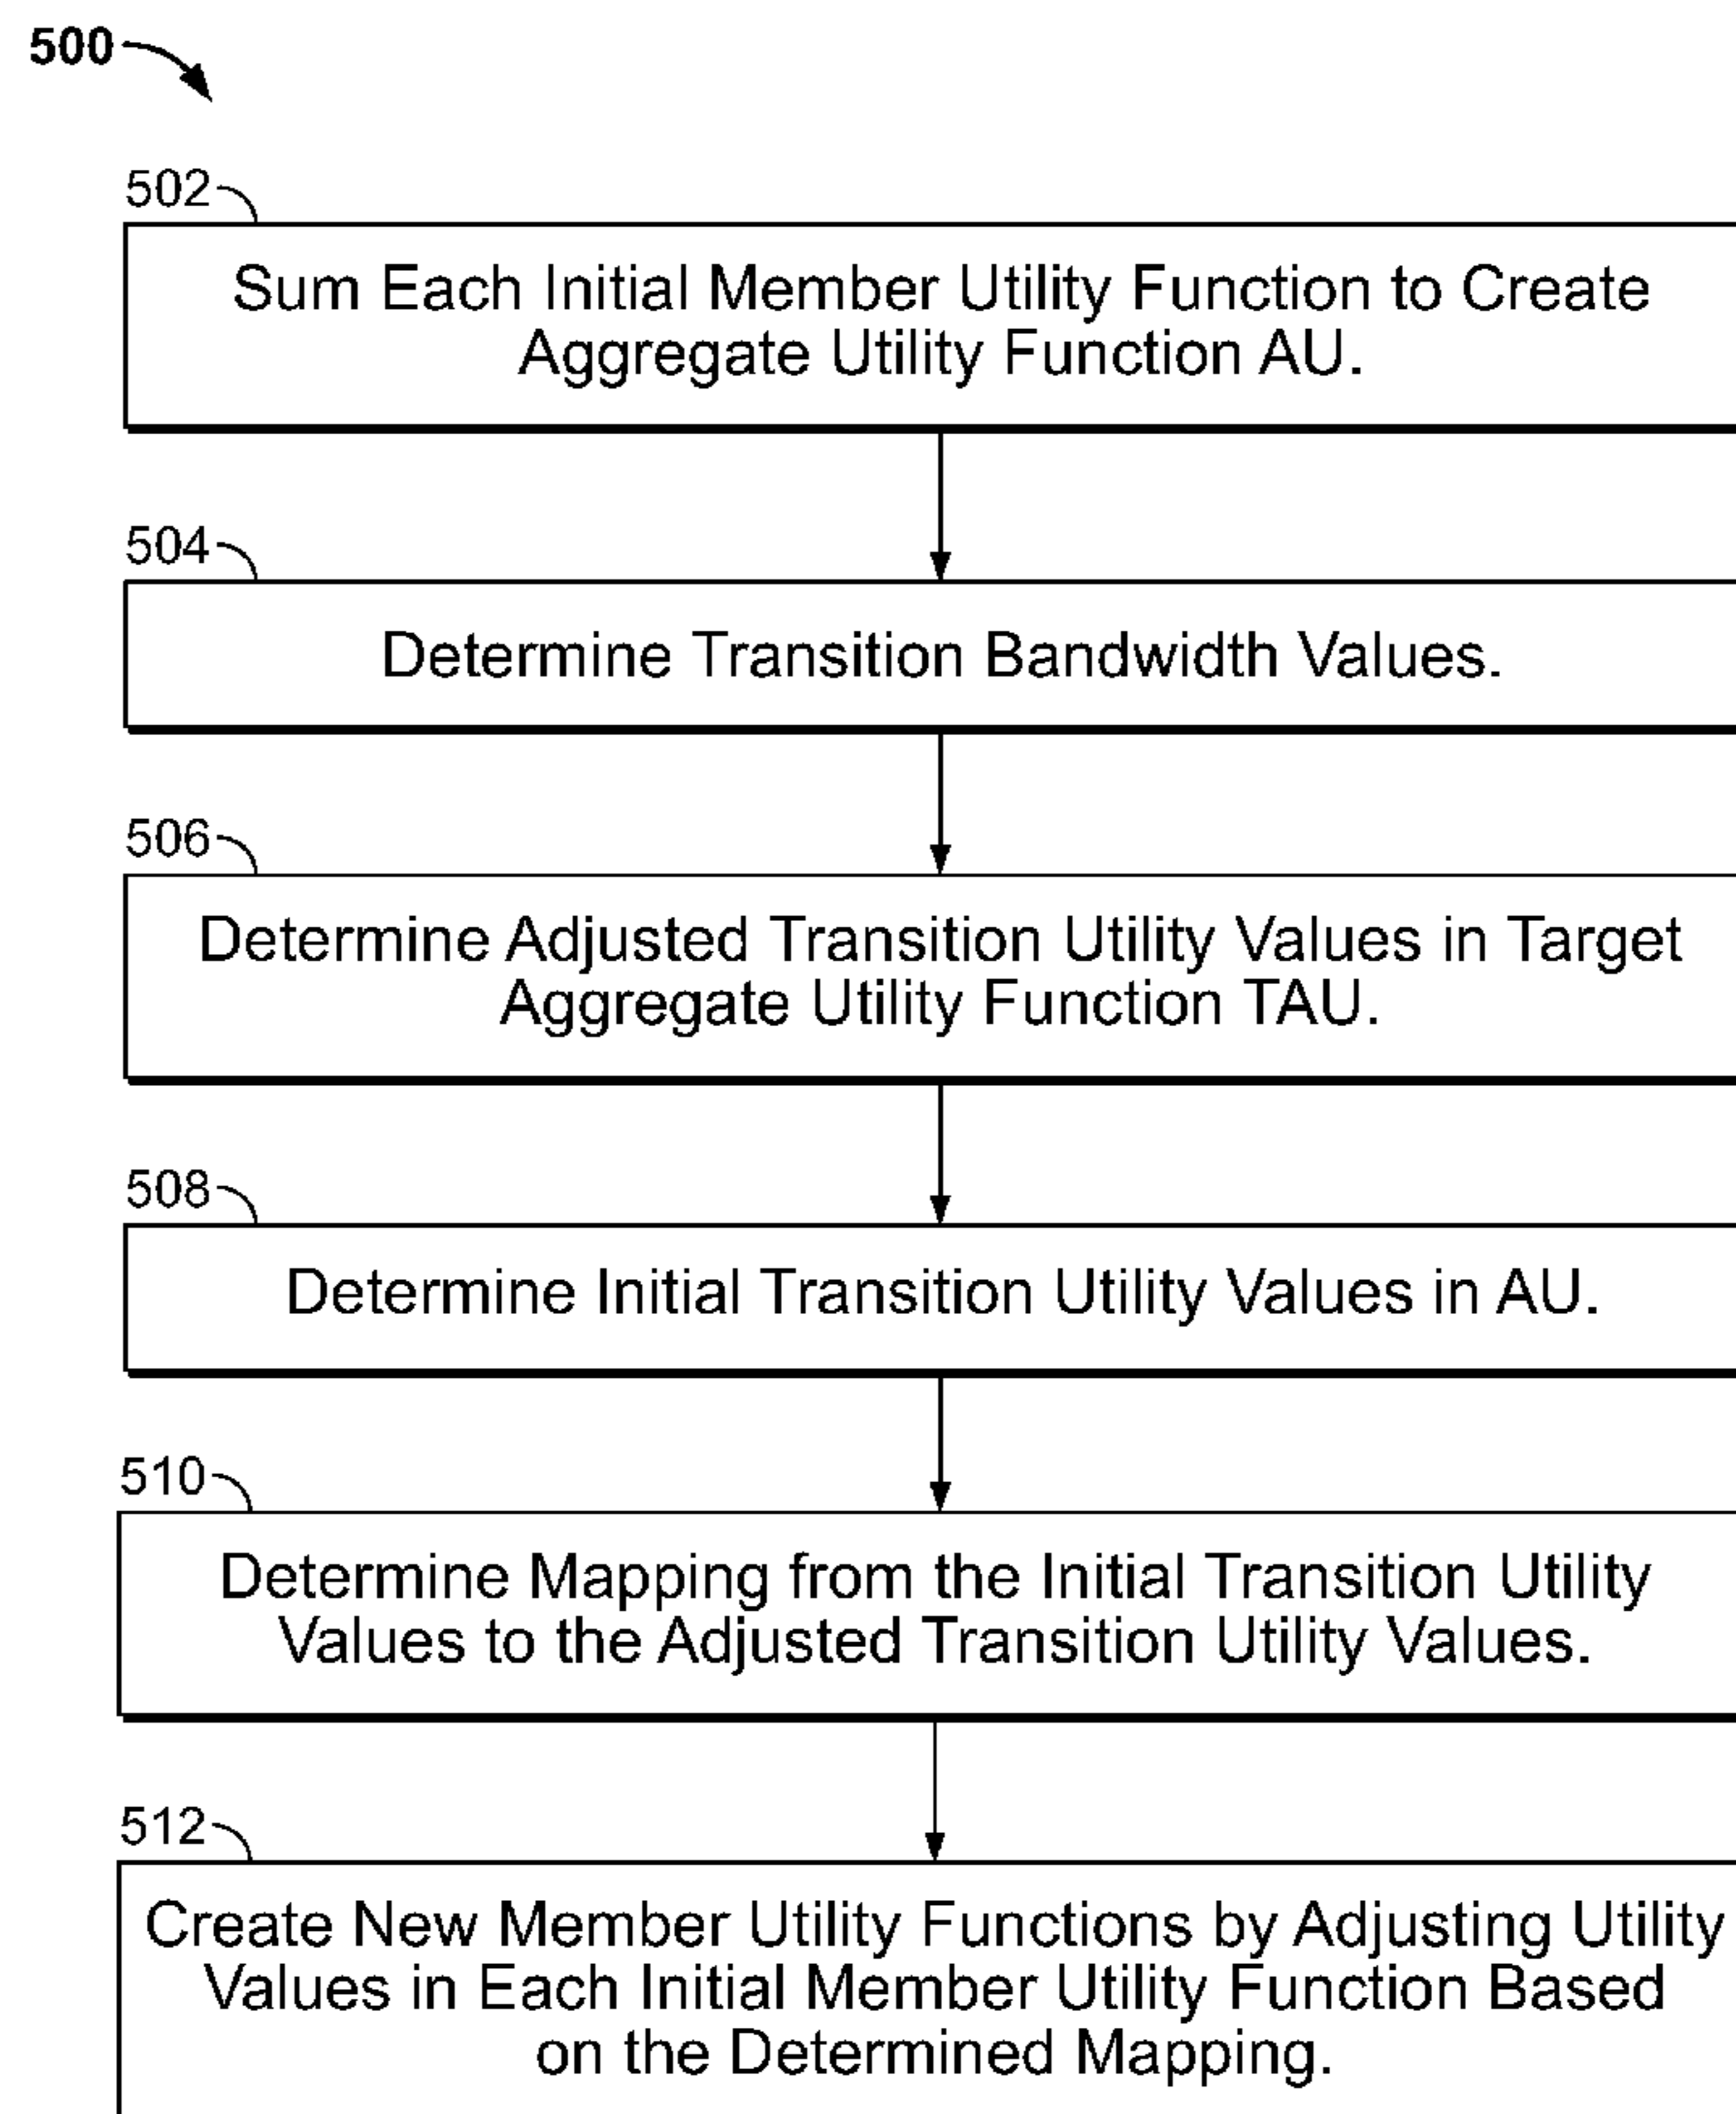 500
502
Sum Each Initial Member Utility Function to Create
Aggregate Utility Function AU.
504
Determine Transition Bandwidth Values.
506
Determine Adjusted Transition Utility Values in Target
Aggregate Utility Function TAU.
508
Determine Initial Transition Utility Values in AU.
510
Determine Mapping from the Initial Transition Utility
Values to the Adjusted Transition Utility Values.
512
Create New Member Utility Functions by Adjusting Utility
Values in Each Initial Member Utility Function Based
on the Determined Mapping.